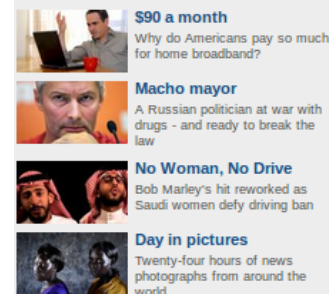 $90 a month
Why do Americans pay so much
for home broadband?
Macho mayor
A Russian politician at war with
drugs - and ready to break the
law
No Woman, No Drive
Bob Marley's hit reworked as
Saudi women defy driving ban
Day in pictures
Twenty-four hours of news
photographs from around the
world